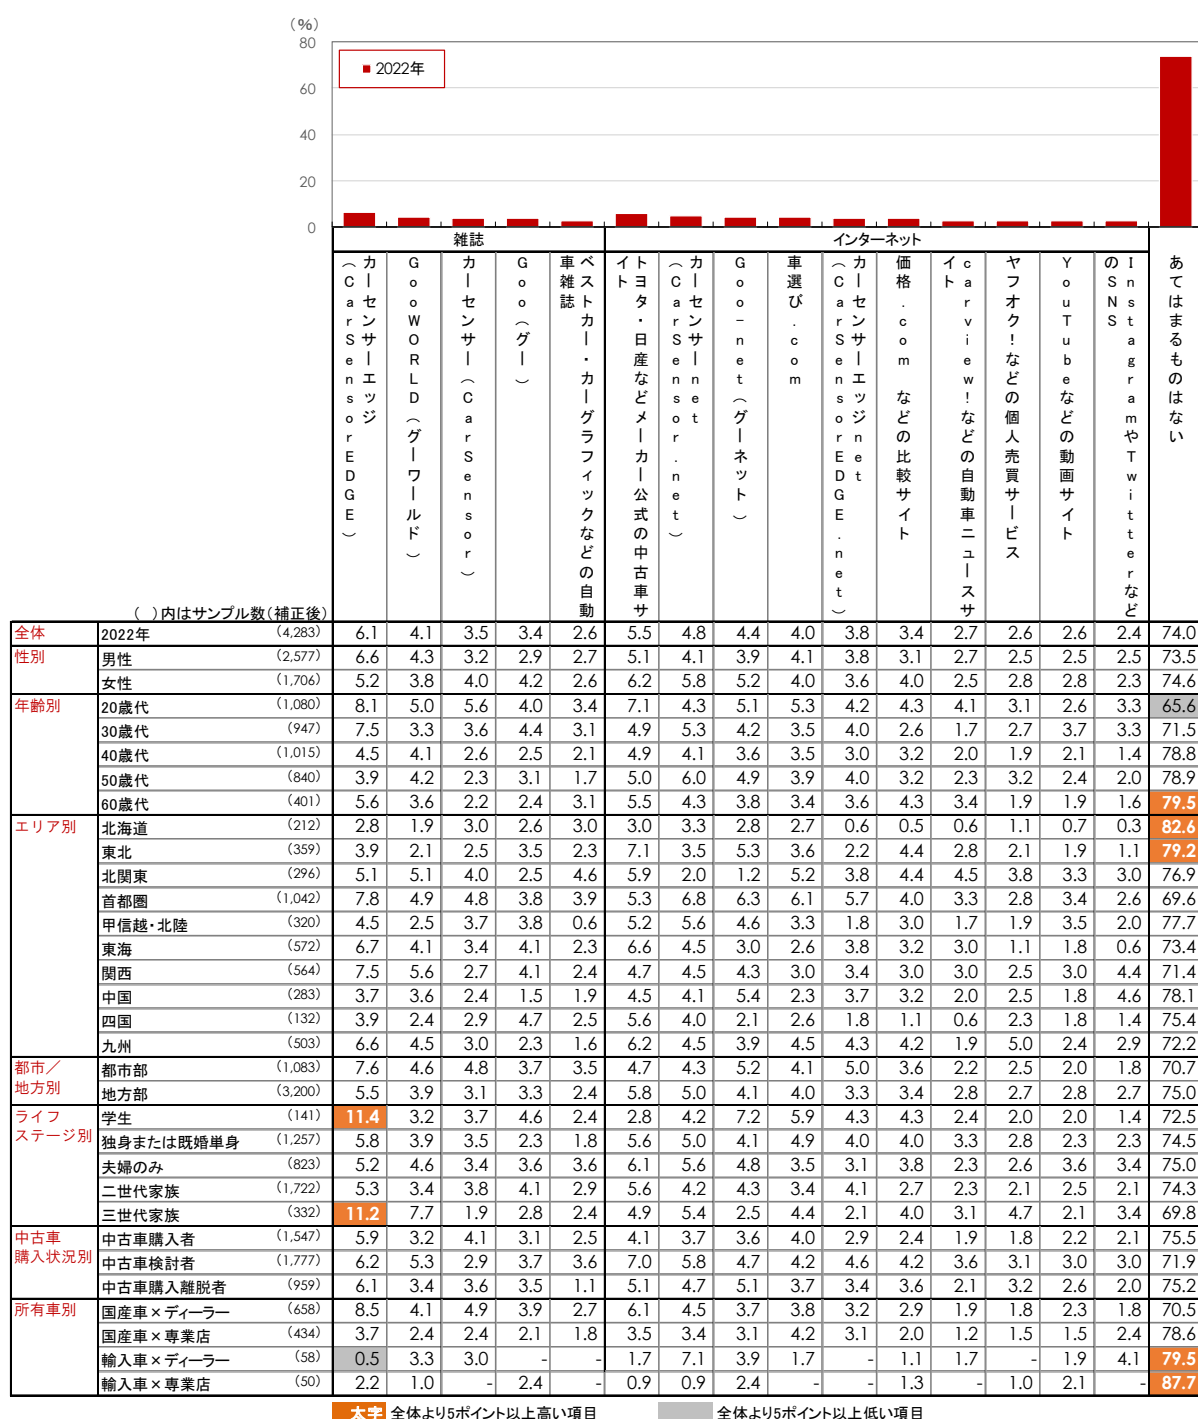 (%)
80
60
40
20
0
■ 2022年
雑誌 インターネット
カーセンサーエッジ(CarSensorEDGE)
GooWORLD(グーワールド)
カーセンサー(CarSensor)
Goo(グー)
ベストカー・カーグラフィックなどの自動車雑誌
トヨタ・日産などメーカー公式の中古車サイト
カーセンサーnet(CarSensor.net)
Goo-net(グーネット)
車選び.com
カーセンサーエッジnet(CarSensorEDGE.net)
価格.com などの比較サイト
carview!などの自動車ニュースサイト
ヤフオク!などの個人売買サービス
YouTubeなどの動画サイト
InstagramやTwitterなどのSNS
あてはまるものはない
( )内はサンプル数(補正後)
全体 2022年 (4,283) 6.1 4.1 3.5 3.4 2.6 5.5 4.8 4.4 4.0 3.8 3.4 2.7 2.6 2.6 2.4 74.0
性別 男性 (2,577) 6.6 4.3 3.2 2.9 2.7 5.1 4.1 3.9 4.1 3.8 3.1 2.7 2.5 2.5 2.5 73.5
女性 (1,706) 5.2 3.8 4.0 4.2 2.6 6.2 5.8 5.2 4.0 3.6 4.0 2.5 2.8 2.8 2.3 74.6
年齢別 20歳代 (1,080) 8.1 5.0 5.6 4.0 3.4 7.1 4.3 5.1 5.3 4.2 4.3 4.1 3.1 2.6 3.3 65.6
30歳代 (947) 7.5 3.3 3.6 4.4 3.1 4.9 5.3 4.2 3.5 4.0 2.6 1.7 2.7 3.7 3.3 71.5
40歳代 (1,015) 4.5 4.1 2.6 2.5 2.1 4.9 4.1 3.6 3.5 3.0 3.2 2.0 1.9 2.1 1.4 78.8
50歳代 (840) 3.9 4.2 2.3 3.1 1.7 5.0 6.0 4.9 3.9 4.0 3.2 2.3 3.2 2.4 2.0 78.9
60歳代 (401) 5.6 3.6 2.2 2.4 3.1 5.5 4.3 3.8 3.4 3.6 4.3 3.4 1.9 1.9 1.6 79.5
エリア別 北海道 (212) 2.8 1.9 3.0 2.6 3.0 3.0 3.3 2.8 2.7 0.6 0.5 0.6 1.1 0.7 0.3 82.6
東北 (359) 3.9 2.1 2.5 3.5 2.3 7.1 3.5 5.3 3.6 2.2 4.4 2.8 2.1 1.9 1.1 79.2
北関東 (296) 5.1 5.1 4.0 2.5 4.6 5.9 2.0 1.2 5.2 3.8 4.4 4.5 3.8 3.3 3.0 76.9
首都圏 (1,042) 7.8 4.9 4.8 3.8 3.9 5.3 6.8 6.3 6.1 5.7 4.0 3.3 2.8 3.4 2.6 69.6
甲信越・北陸 (320) 4.5 2.5 3.7 3.8 0.6 5.2 5.6 4.6 3.3 1.8 3.0 1.7 1.9 3.5 2.0 77.7
東海 (572) 6.7 4.1 3.4 4.1 2.3 6.6 4.5 3.0 2.6 3.8 3.2 3.0 1.1 1.8 0.6 73.4
関西 (564) 7.5 5.6 2.7 4.1 2.4 4.7 4.5 4.3 3.0 3.4 3.0 3.0 2.5 3.0 4.4 71.4
中国 (283) 3.7 3.6 2.4 1.5 1.9 4.5 4.1 5.4 2.3 3.7 3.2 2.0 2.5 1.8 4.6 78.1
四国 (132) 3.9 2.4 2.9 4.7 2.5 5.6 4.0 2.1 2.6 1.8 1.1 0.6 2.3 1.8 1.4 75.4
九州 (503) 6.6 4.5 3.0 2.3 1.6 6.2 4.5 3.9 4.5 4.3 4.2 1.9 5.0 2.4 2.9 72.2
都市／ 都市部 (1,083) 7.6 4.6 4.8 3.7 3.5 4.7 4.3 5.2 4.1 5.0 3.6 2.2 2.5 2.0 1.8 70.7
地方別 地方部 (3,200) 5.5 3.9 3.1 3.3 2.4 5.8 5.0 4.1 4.0 3.3 3.4 2.8 2.7 2.8 2.7 75.0
ライフ 学生 (141) 11.4 3.2 3.7 4.6 2.4 2.8 4.2 7.2 5.9 4.3 4.3 2.4 2.0 2.0 1.4 72.5
ステージ別 独身または既婚単身 (1,257) 5.8 3.9 3.5 2.3 1.8 5.6 5.0 4.1 4.9 4.0 4.0 3.3 2.8 2.3 2.3 74.5
夫婦のみ (823) 5.2 4.6 3.4 3.6 3.6 6.1 5.6 4.8 3.5 3.1 3.8 2.3 2.6 3.6 3.4 75.0
二世代家族 (1,722) 5.3 3.4 3.8 4.1 2.9 5.6 4.2 4.3 3.4 4.1 2.7 2.3 2.1 2.5 2.1 74.3
三世代家族 (332) 11.2 7.7 1.9 2.8 2.4 4.9 5.4 2.5 4.4 2.1 4.0 3.1 4.7 2.1 3.4 69.8
中古車 中古車購入者 (1,547) 5.9 3.2 4.1 3.1 2.5 4.1 3.7 3.6 4.0 2.9 2.4 1.9 1.8 2.2 2.1 75.5
購入状況別 中古車検討者 (1,777) 6.2 5.3 2.9 3.7 3.6 7.0 5.8 4.7 4.2 4.6 4.2 3.6 3.1 3.0 3.0 71.9
中古車購入離脱者 (959) 6.1 3.4 3.6 3.5 1.1 5.1 4.7 5.1 3.7 3.4 3.6 2.1 3.2 2.6 2.0 75.2
所有車別 国産車×ディーラー (658) 8.5 4.1 4.9 3.9 2.7 6.1 4.5 3.7 3.8 3.2 2.9 1.9 1.8 2.3 1.8 70.5
国産車×専業店 (434) 3.7 2.4 2.4 2.1 1.8 3.5 3.4 3.1 4.2 3.1 2.0 1.2 1.5 1.5 2.4 78.6
輸入車×ディーラー (58) 0.5 3.3 3.0 - - 1.7 7.1 3.9 1.7 - 1.1 1.7 - 1.9 4.1 79.5
輸入車×専業店 (50) 2.2 1.0 - 2.4 - 0.9 0.9 2.4 - - 1.3 - 1.0 2.1 - 87.7
太字 全体より5ポイント以上高い項目 全体より5ポイント以上低い項目